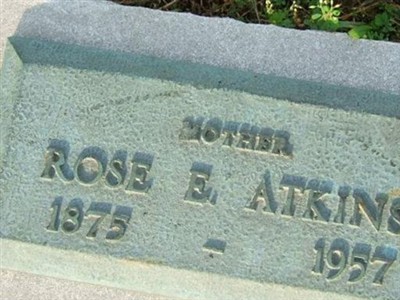 MOTHER
ROSE E. ATKINS
1875 - 1957